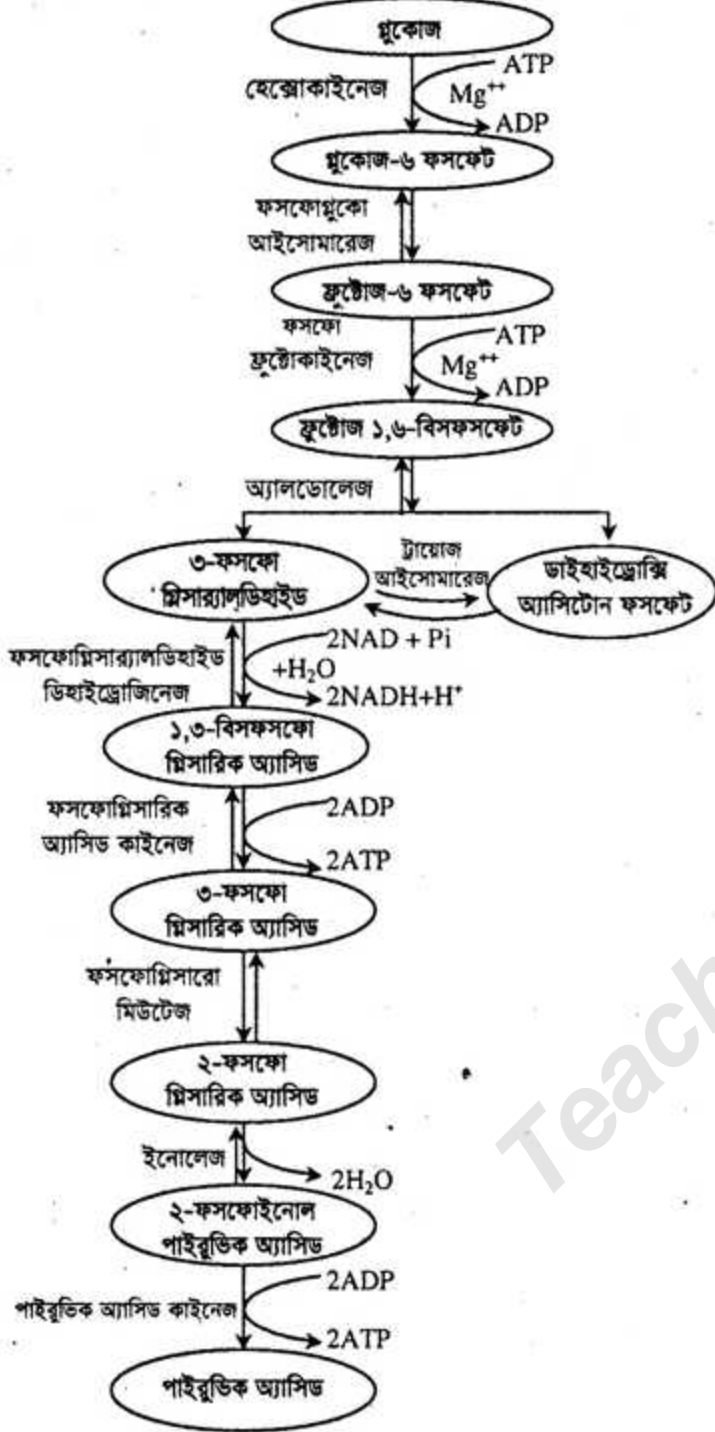 গ্লুকোজ
হেক্সোকাইনেজ
ATP
Mg⁺⁺
ADP
গ্লুকোজ-৬ ফসফেট
ফসফোগ্লুকো
আইসোমারেজ
ফ্রুক্টোজ-৬ ফসফেট
ফসফো
ফ্রুক্টোকাইনেজ
ATP
Mg⁺⁺
ADP
ফ্রুক্টোজ ১,৬-বিসফসফেট
অ্যালডোলেজ
৩-ফসফো
গ্লিসার‍্যালডিহাইড
ট্রায়োজ
আইসোমারেজ
ডাইহাইড্রোক্সি
অ্যাসিটোন ফসফেট
ফসফোগ্লিসার‍্যালডিহাইড
ডিহাইড্রোজিনেজ
2NAD + Pi
+H₂O
2NADH+H⁺
১,৩-বিসফসফো
গ্লিসারিক অ্যাসিড
ফসফোগ্লিসারিক
অ্যাসিড কাইনেজ
2ADP
2ATP
৩-ফসফো
গ্লিসারিক অ্যাসিড
ফসফোগ্লিসারো
মিউটেজ
২-ফসফো
গ্লিসারিক অ্যাসিড
ইনোলেজ
2H₂O
২-ফসফোইনোল
পাইরুভিক অ্যাসিড
পাইরুভিক অ্যাসিড কাইনেজ
2ADP
2ATP
পাইরুভিক অ্যাসিড
Teach